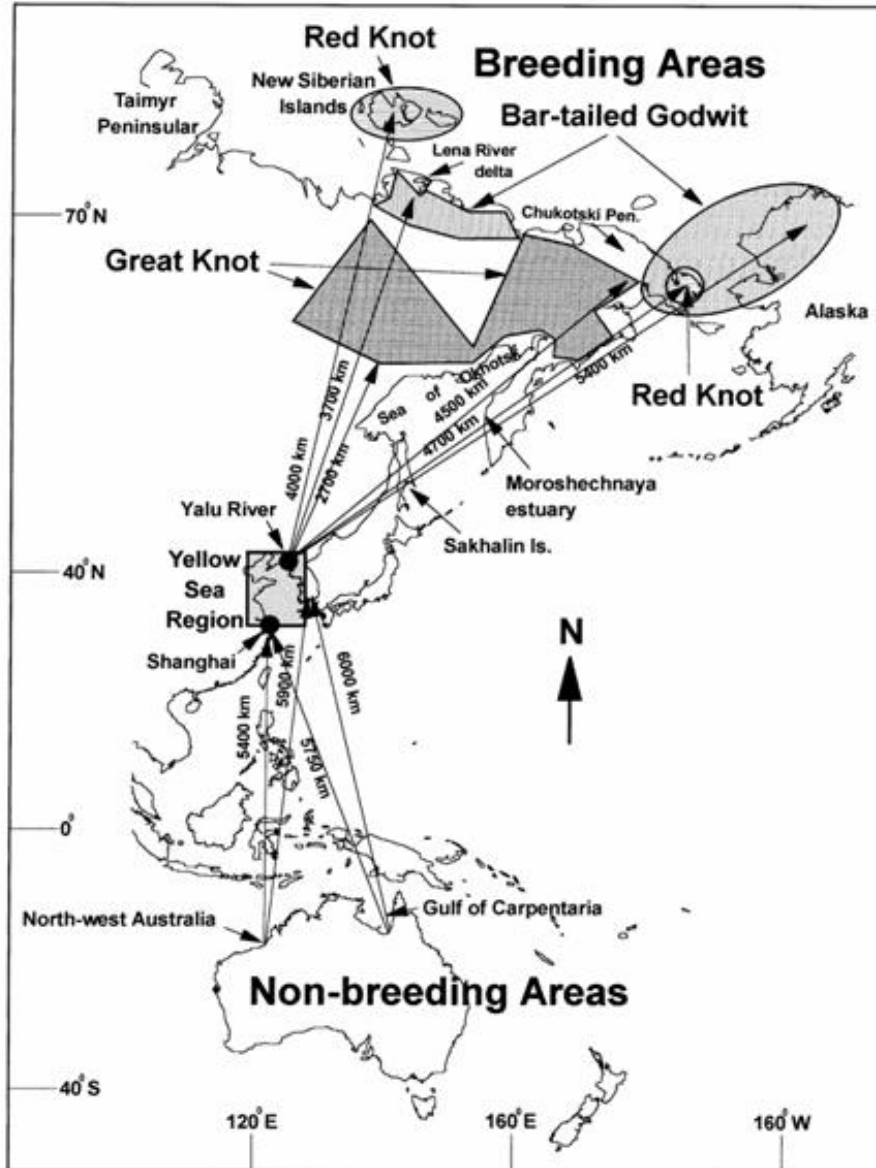 Red Knot
Breeding Areas
New Siberian
Islands
Taimyr
Peninsular
Bar-tailed Godwit
Lena River
delta
70°N
Chukotski Pen.
Great Knot
Alaska
Sea of Okhotsk
5400 km
Red Knot
3700 km
4500 km
4700 km
4000 km
2700 km
Moroshechnaya
estuary
Yalu River
Sakhalin Is.
Yellow
Sea
Region
40°N
N
Shanghai
5400 km
5900 km
6000 km
5750 km
0°
North-west Australia
Gulf of Carpentaria
Non-breeding Areas
40°S
120°E
160°E
160°W